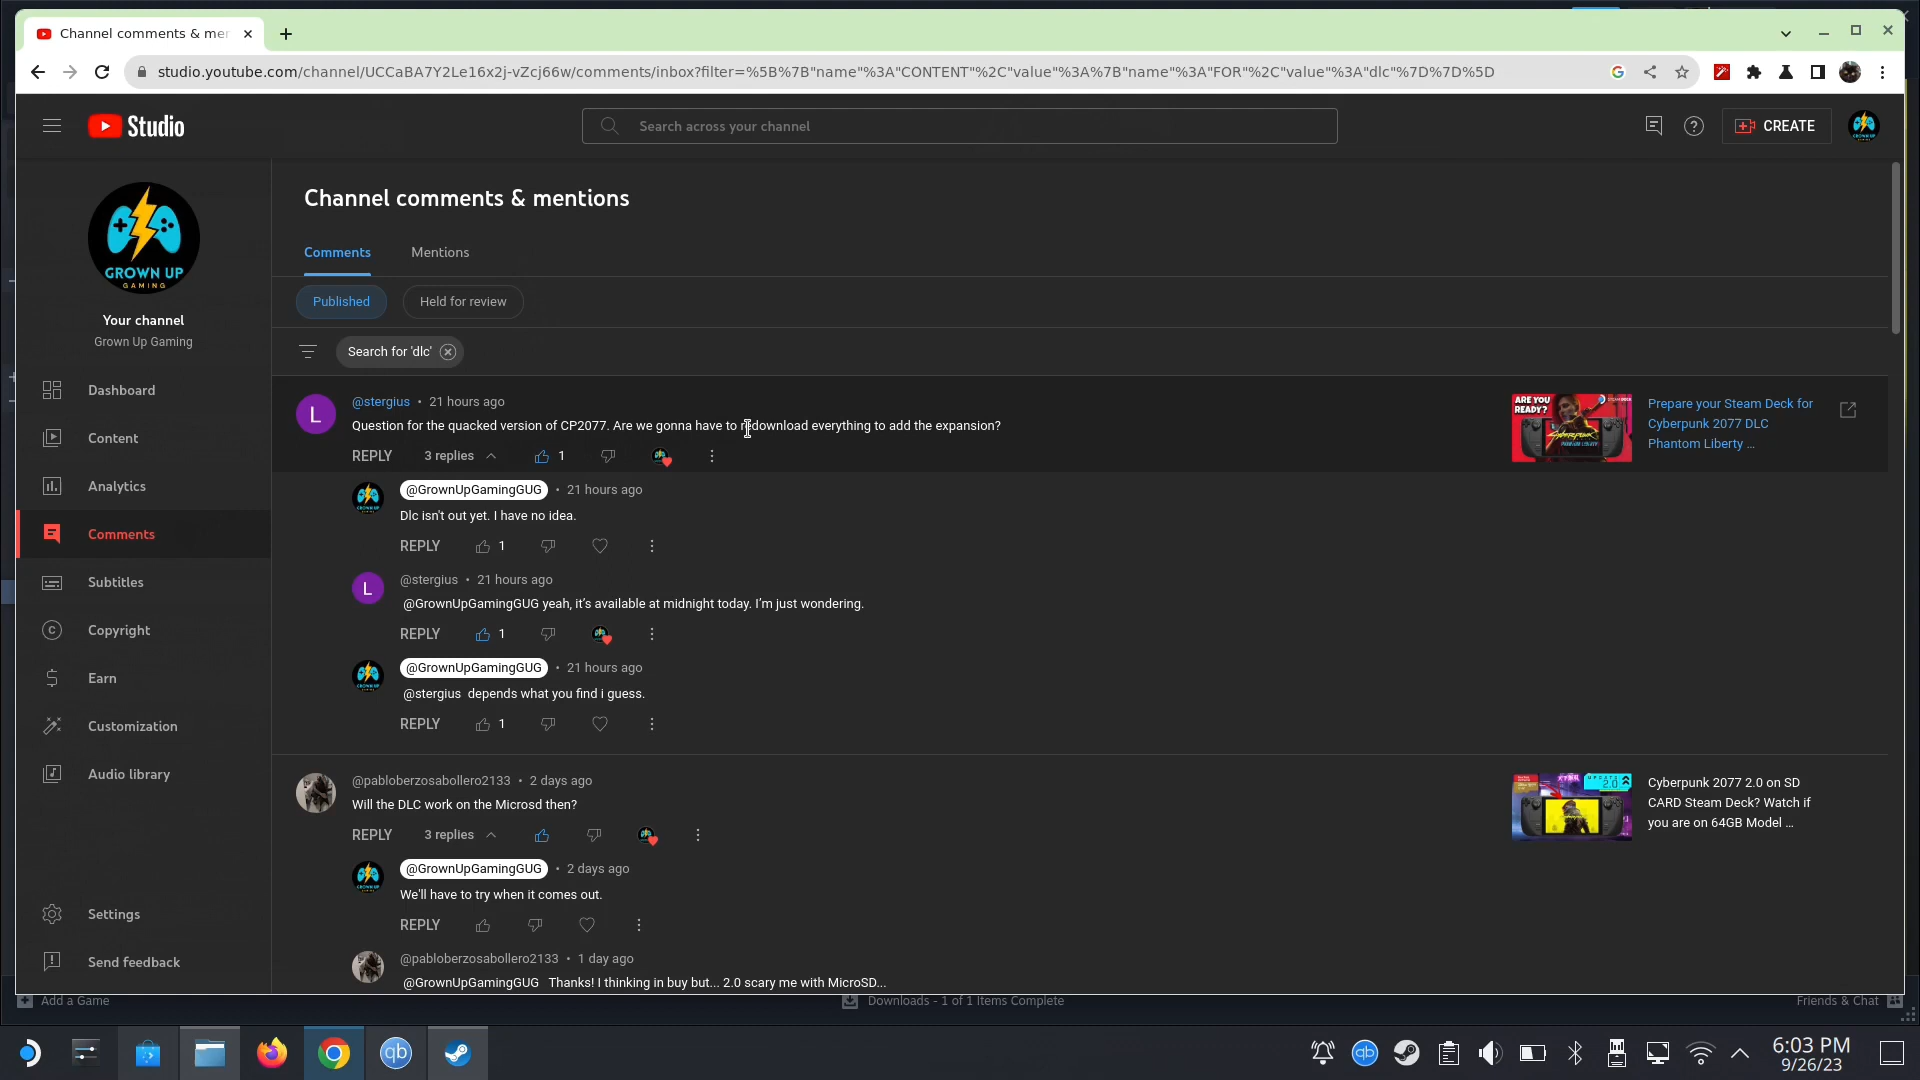 Channel comments & me
studio.youtube.com/channel/UCCaBA7Y2Le16x2j-vZcj66w/comments/inbox?filter=%5B%7B"name"%3A"CONTENT"%2C"value"%3A%7B"name"%3A"FOR"%2C"value"%3A"dlc"%7D%7D%5D
Studio
Search across your channel
CREATE
GROWN UP
GAMING
Your channel
Grown Up Gaming
Dashboard
Content
Analytics
Comments
Subtitles
Copyright
Earn
Customization
Audio library
Settings
Send feedback
Channel comments & mentions
Comments
Mentions
Published
Held for review
Search for 'dlc'
L
@stergius • 21 hours ago
Question for the quacked version of CP2077. Are we gonna have to redownload everything to add the expansion?
REPLY
3 replies
1
ARE YOU
READY?
Prepare your Steam Deck for
Cyberpunk 2077 DLC
Phantom Liberty ...
@GrownUpGamingGUG • 21 hours ago
Dlc isn't out yet. I have no idea.
REPLY
1
L
@stergius • 21 hours ago
@GrownUpGamingGUG yeah, it's available at midnight today. I'm just wondering.
REPLY
1
@GrownUpGamingGUG • 21 hours ago
@stergius depends what you find i guess.
REPLY
1
@pabloberzosabollero2133 • 2 days ago
Will the DLC work on the Microsd then?
REPLY
3 replies
2.0
Cyberpunk 2077 2.0 on SD
CARD Steam Deck? Watch if
you are on 64GB Model ...
@GrownUpGamingGUG • 2 days ago
We'll have to try when it comes out.
REPLY
@pabloberzosabollero2133 • 1 day ago
@GrownUpGamingGUG Thanks! I thinking in buy but... 2.0 scary me with MicroSD...
Add a Game
Downloads - 1 of 1 Items Complete
Friends & Chat
qb
qb
6:03 PM
9/26/23